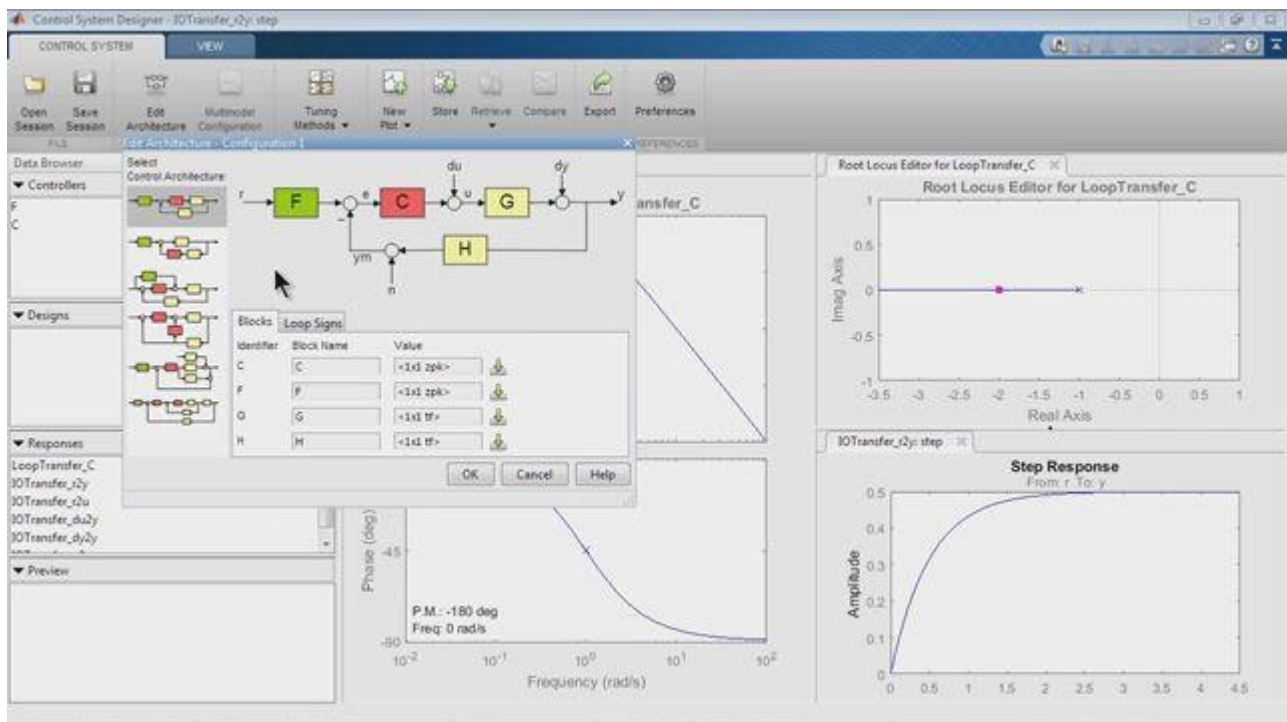 Control System Designer - IOTransfer_r2y: step
CONTROL SYSTEM
VIEW
Open Session
Save Session
Edit Architecture
Multimodel Configuration
Tuning Methods
New Plot
Store
Retrieve
Compare
Export
Preferences
FILE
PREFERENCES
Edit Architecture - Configuration 1
Data Browser
Controllers
F
C
Designs
Responses
LoopTransfer_C
IOTransfer_r2y
IOTransfer_r2u
IOTransfer_du2y
IOTransfer_dy2y
Preview
Select
Control Architecture:
r
F
e
C
du
u
G
dy
y
H
ym
n
Blocks
Loop Signs
Identifier
Block Name
Value
C
C
<1x1 zpk>
F
F
<1x1 zpk>
G
G
<1x1 tf>
H
H
<1x1 tf>
OK
Cancel
Help
ansfer_C
Phase (deg)
-45
-90
P.M.: -180 deg
Freq: 0 rad/s
10-2
10-1
100
101
102
Frequency (rad/s)
Root Locus Editor for LoopTransfer_C
Root Locus Editor for LoopTransfer_C
Imag Axis
1
0.5
0
-0.5
-1
-3.5 -3 -2.5 -2 -1.5 -1 -0.5 0 0.5 1
Real Axis
IOTransfer_r2y: step
Step Response
From: r To: y
Amplitude
0.5
0.4
0.3
0.2
0.1
0
0 0.5 1 1.5 2 2.5 3 3.5 4 4.5